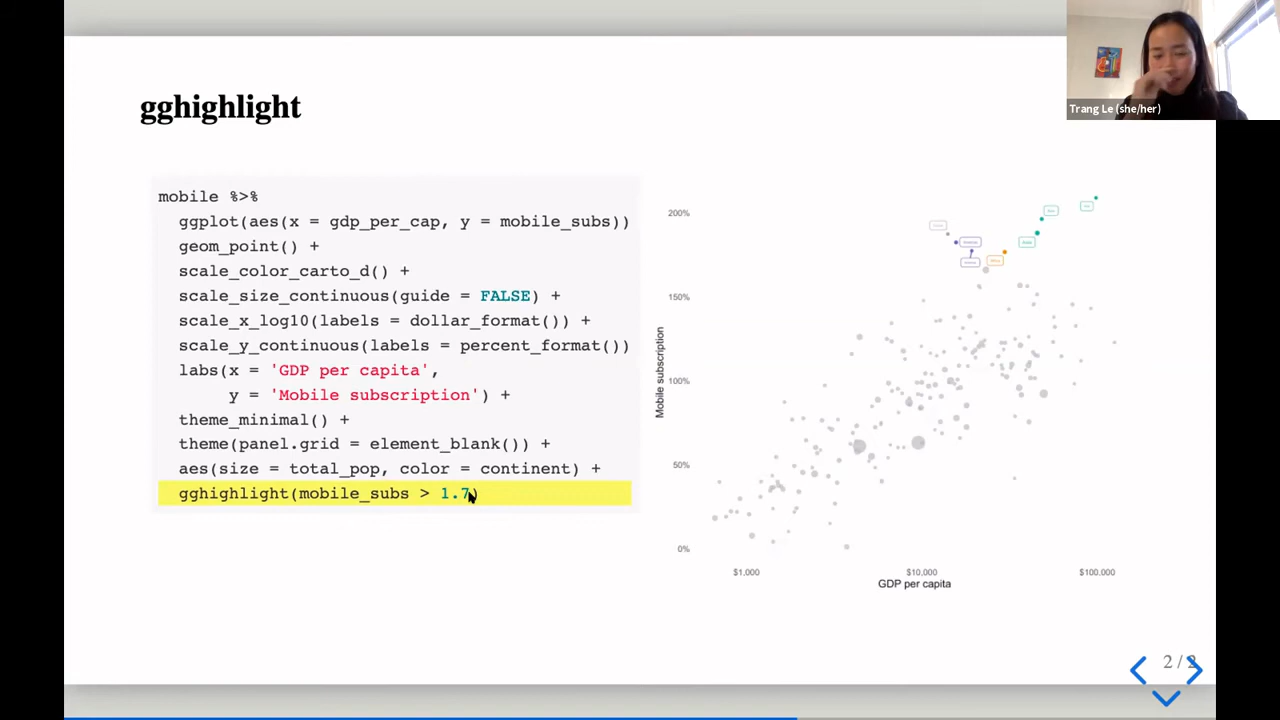 Trang Le (she/her)
gghighlight
mobile %>%
ggplot(aes(x = gdp_per_cap, y = mobile_subs))
geom_point() +
scale_color_carto_d() +
scale_size_continuous(guide = FALSE) +
scale_x_log10(labels = dollar_format()) +
scale_y_continuous(labels = percent_format())
labs(x = 'GDP per capita',
y = 'Mobile subscription') +
theme_minimal() +
theme(panel.grid = element_blank()) +
aes(size = total_pop, color = continent) +
gghighlight(mobile_subs > 1.7)
200%
150%
100%
50%
0%
Mobile subscription
$1,000
$10,000
$100,000
GDP per capita
2 / 2